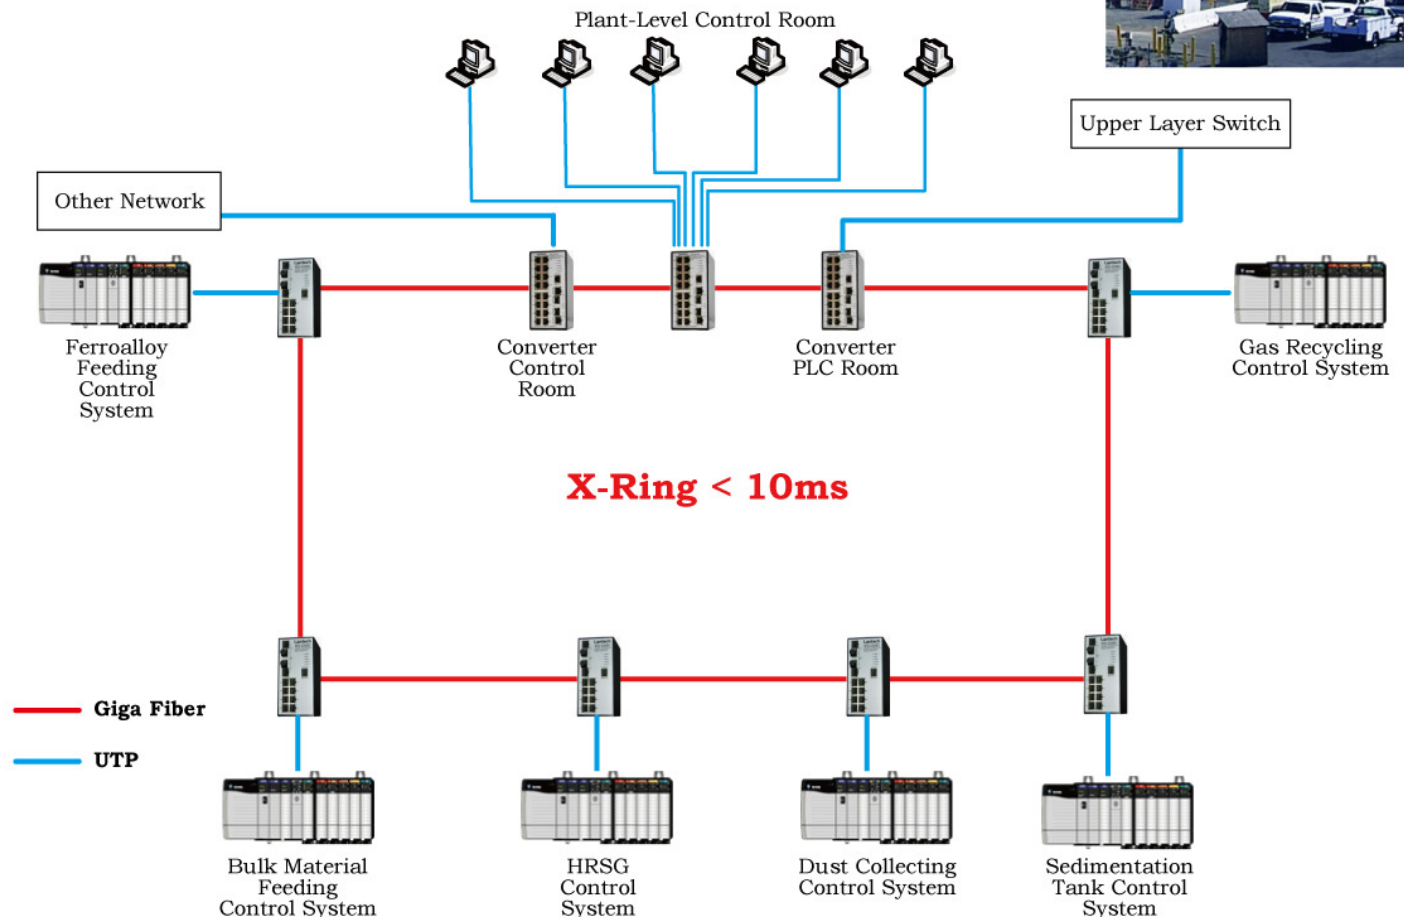 Plant-Level Control Room
Upper Layer Switch
Other Network
Ferroalloy
Feeding
Control
System
Converter
Control
Room
Converter
PLC Room
Gas Recycling
Control System
X-Ring < 10ms
Giga Fiber
UTP
Bulk Material
Feeding
Control System
HRSG
Control
System
Dust Collecting
Control System
Sedimentation
Tank Control
System